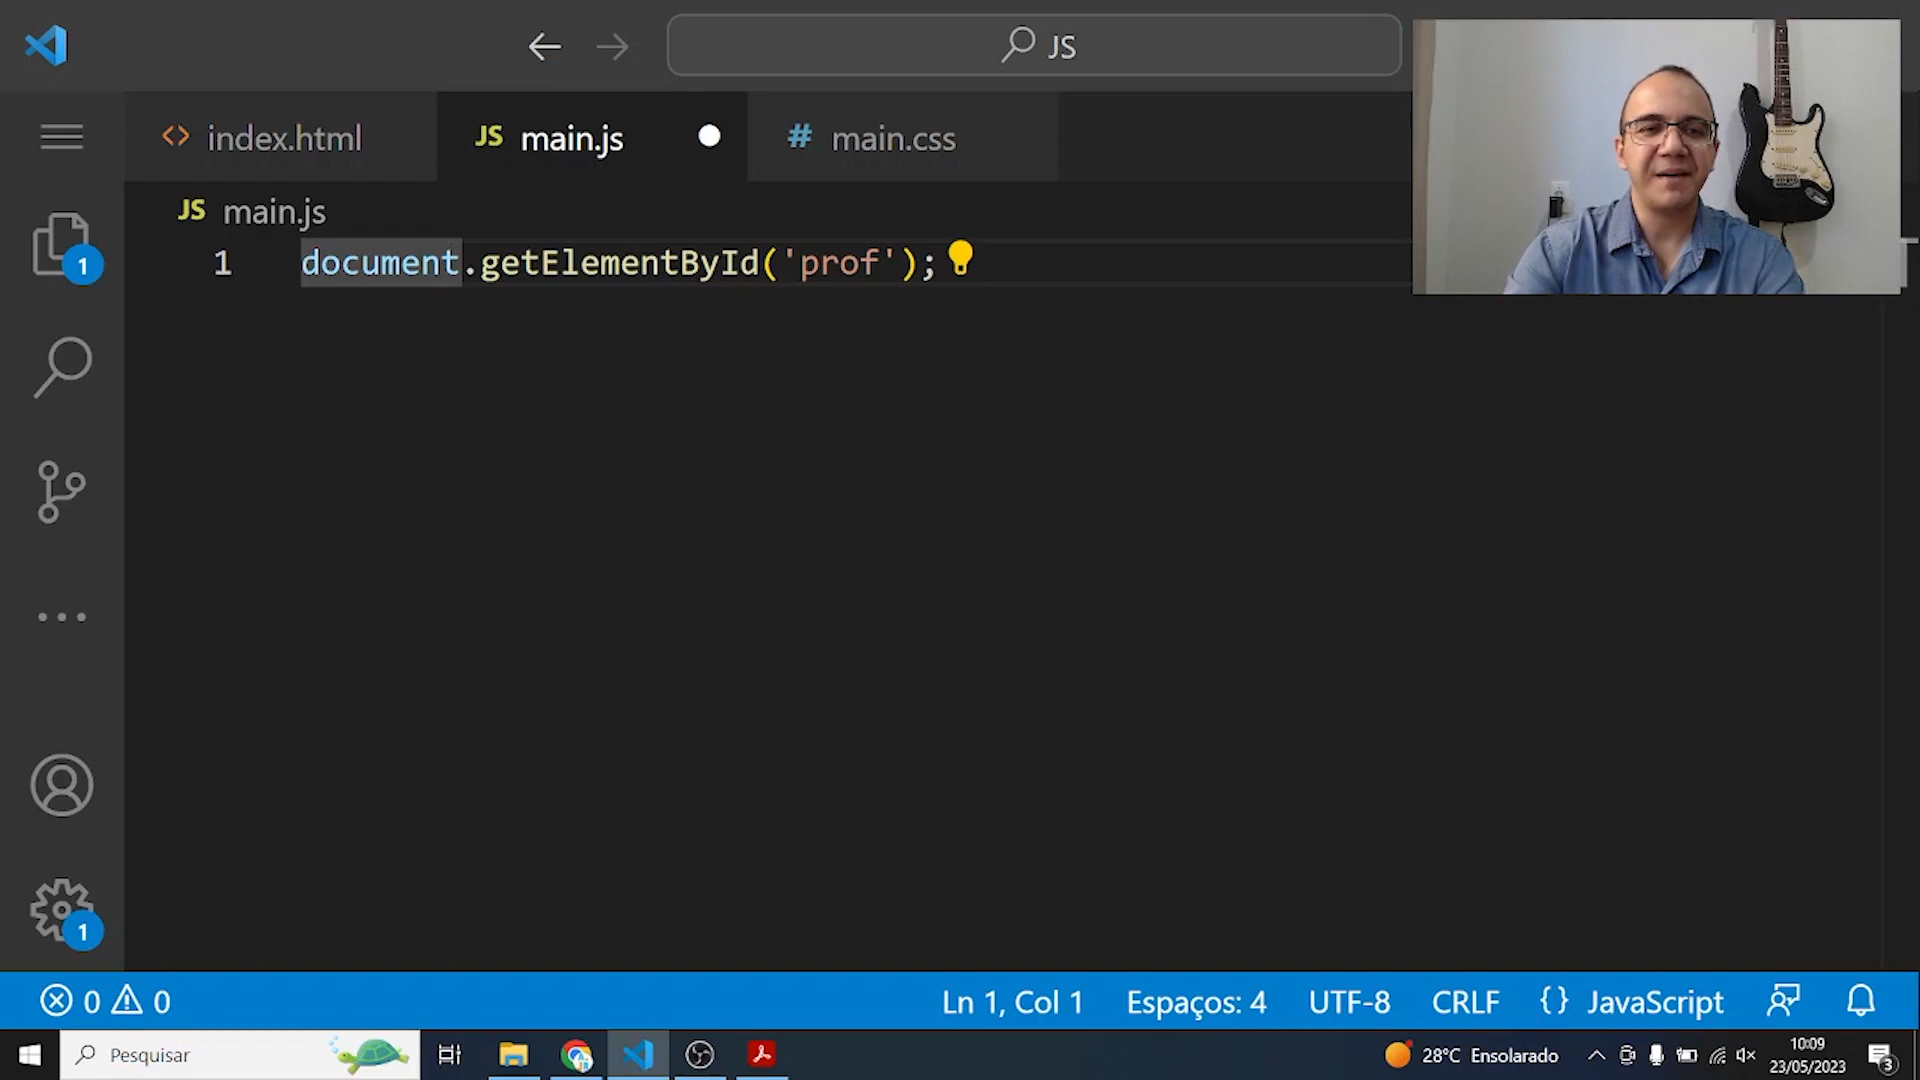 JS
index.html
JS main.js
# main.css
JS main.js
1 document.getElementById('prof');
1
1
0 0
Ln 1, Col 1
Espaços: 4
UTF-8
CRLF
{} JavaScript
Pesquisar
28°C Ensolarado
10:09
23/05/2023
3